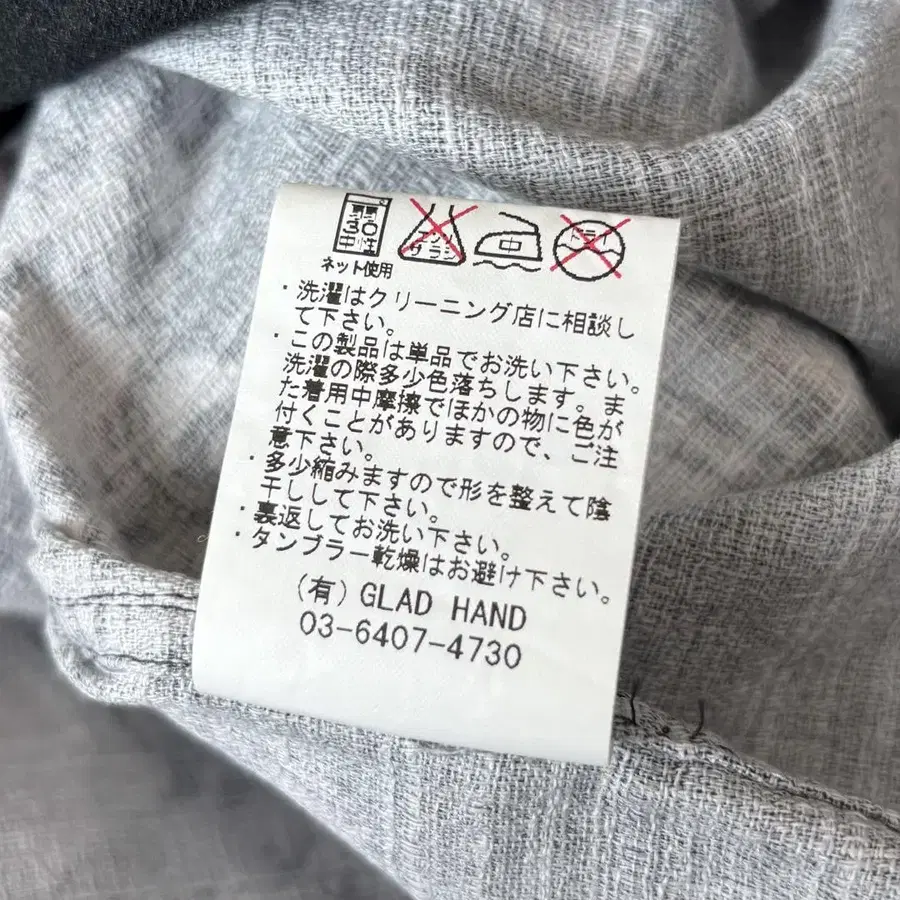 弱
30
中性
エンソ
サラシ
中
ドライ
ネット使用
・洗濯はクリーニング店に相談し
て下さい。
・この製品は単品でお洗い下さい。
洗濯の際多少色落ちします。ま
た着用中摩擦でほかの物に色が
付くことがありますので、ご注
意下さい。
・多少縮みますので形を整えて陰
干しして下さい。
・裏返してお洗い下さい。
・タンブラー乾燥はお避け下さい。
(有) GLAD HAND
03-6407-4730